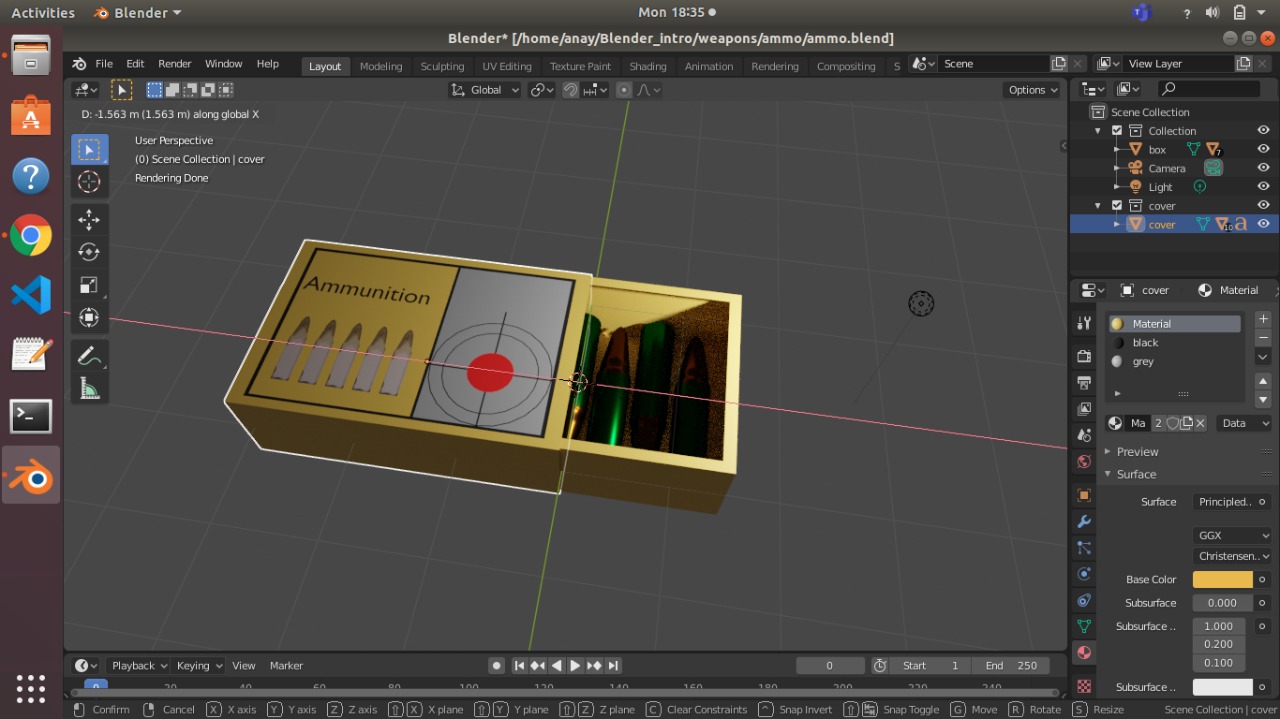 Activities Blender Mon 18:35
Blender* [/home/anay/Blender_intro/weapons/ammo/ammo.blend]
File Edit Render Window Help Layout Modeling Sculpting UV Editing Texture Paint Shading Animation Rendering Compositing S Scene View Layer
Global Options
D: -1.563 m (1.563 m) along global X
User Perspective
(0) Scene Collection | cover
Rendering Done
Ammunition
Scene Collection
Collection
box 7
Camera
Light
cover
cover 10 a
cover Material
Material
black
grey
Ma 2 Data
Preview
Surface
Surface Principled..
GGX
Christensen..
Base Color
Subsurface 0.000
Subsurface .. 1.000
0.200
0.100
Subsurface ..
Playback Keying View Marker 0 Start 1 End 250
0 20 40 60 80 100 120 140 160 180 200 220 240
Confirm Cancel X X axis Y Y axis Z Z axis X X plane Y Y plane Z Z plane C Clear Constraints Snap Invert Snap Toggle G Move R Rotate S Resize Scene Collection | cover